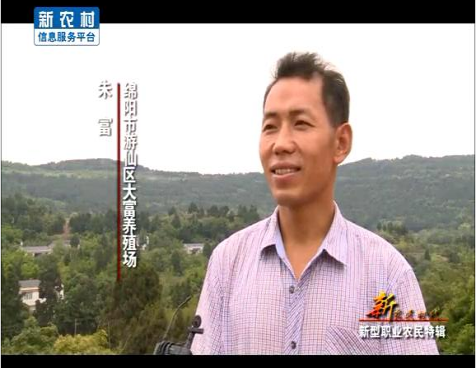 新农村
信息服务平台
绵阳市游仙区大富养殖场
朱富
新
新型职业农民特辑